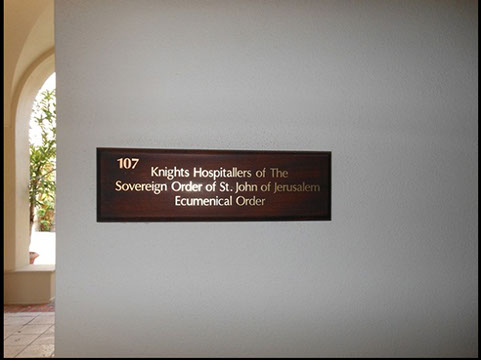 107
Knights Hospitallers of The
Sovereign Order of St. John of Jerusalem
Ecumenical Order